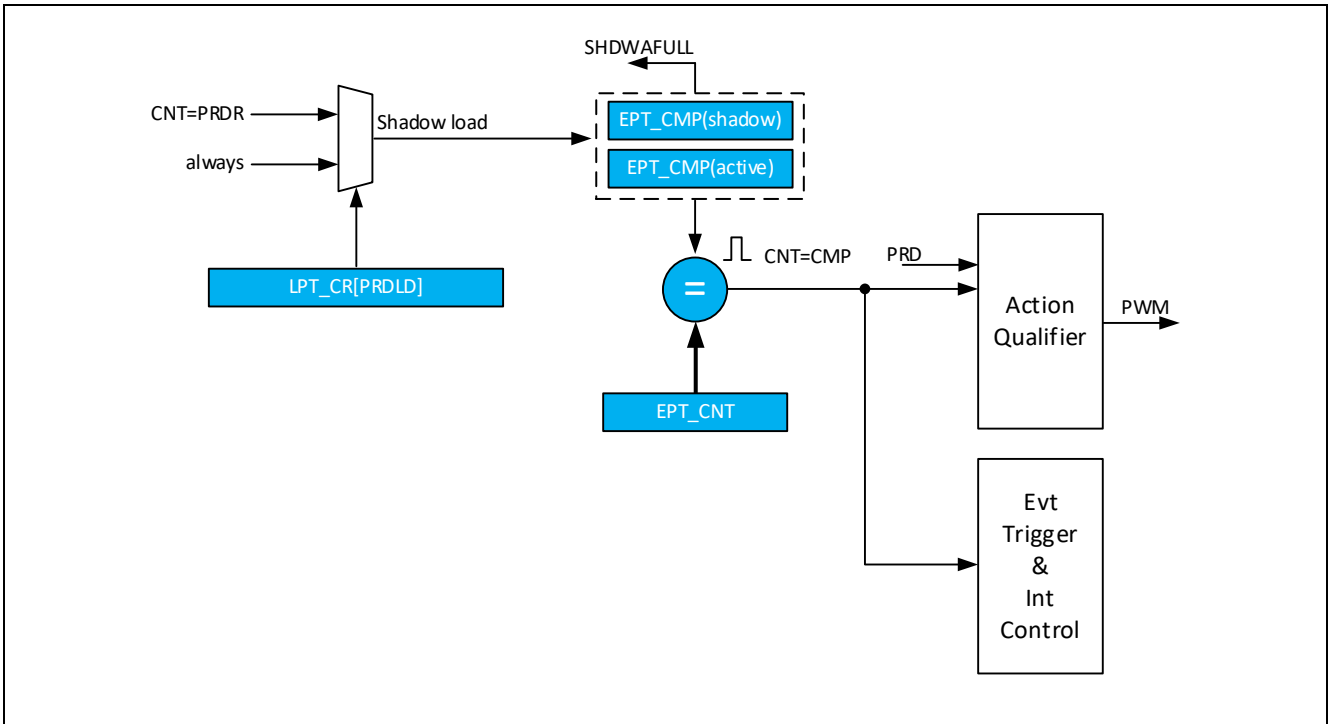 SHDWAFULL
CNT=PRDR
Shadow load
always
EPT_CMP(shadow)
EPT_CMP(active)
LPT_CR[PRDLD]
CNT=CMP
PRD
=
EPT_CNT
Action
Qualifier
PWM
Evt
Trigger
&
Int
Control